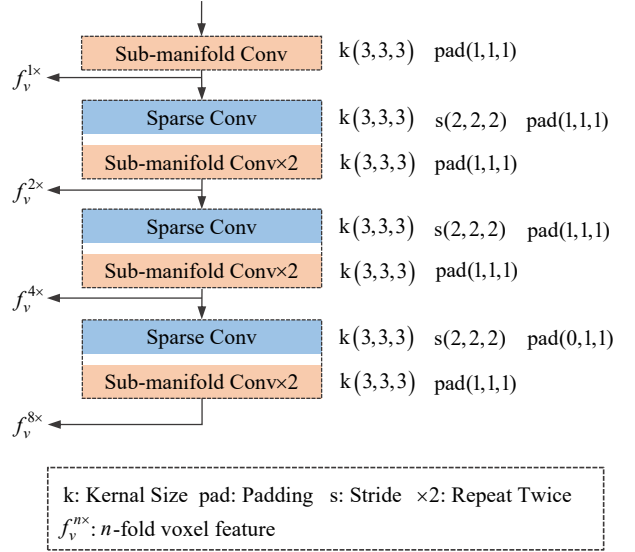 Sub-manifold Conv k(3,3,3) pad(1,1,1)
f_v^{1×}
Sparse Conv k(3,3,3) s(2,2,2) pad(1,1,1)
Sub-manifold Conv×2 k(3,3,3) pad(1,1,1)
f_v^{2×}
Sparse Conv k(3,3,3) s(2,2,2) pad(1,1,1)
Sub-manifold Conv×2 k(3,3,3) pad(1,1,1)
f_v^{4×}
Sparse Conv k(3,3,3) s(2,2,2) pad(0,1,1)
Sub-manifold Conv×2 k(3,3,3) pad(1,1,1)
f_v^{8×}
k: Kernal Size pad: Padding s: Stride ×2: Repeat Twice
f_v^{n×}: n-fold voxel feature